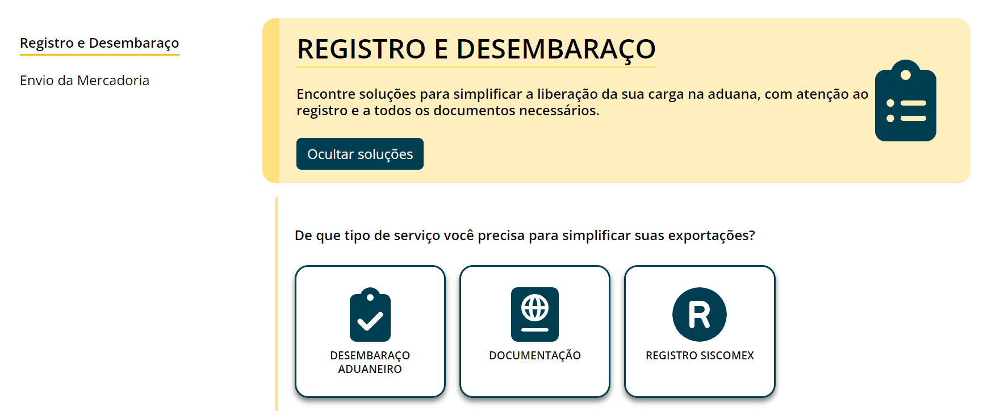 Registro e Desembaraço
Envio da Mercadoria
REGISTRO E DESEMBARAÇO
Encontre soluções para simplificar a liberação da sua carga na aduana, com atenção ao
registro e a todos os documentos necessários.
Ocultar soluções
De que tipo de serviço você precisa para simplificar suas exportações?
DESEMBARAÇO
ADUANEIRO
DOCUMENTAÇÃO
R
REGISTRO SISCOMEX